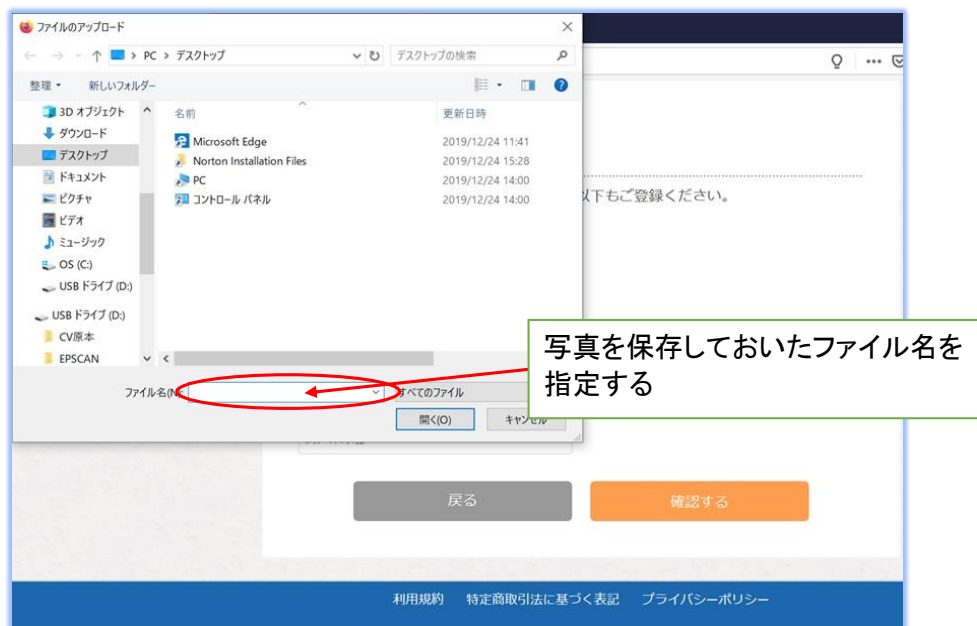 ファイルのアップロード
PC > デスクトップ
デスクトップの検索
整理
新しいフォルダー
名前
更新日時
3D オブジェクト
ダウンロード
デスクトップ
ドキュメント
ピクチャ
ビデオ
ミュージック
OS (C:)
USB ドライブ (D:)
USB ドライブ (D:)
CV原本
EPSCAN
Microsoft Edge 2019/12/24 11:41
Norton Installation Files 2019/12/24 15:28
PC 2019/12/24 14:00
コントロール パネル 2019/12/24 14:00
以下もご登録ください。
写真を保存しておいたファイル名を
指定する
ファイル名(N):
すべてのファイル
開く(O)
キャンセル
戻る
確認する
利用規約 特定商取引法に基づく表記 プライバシーポリシー